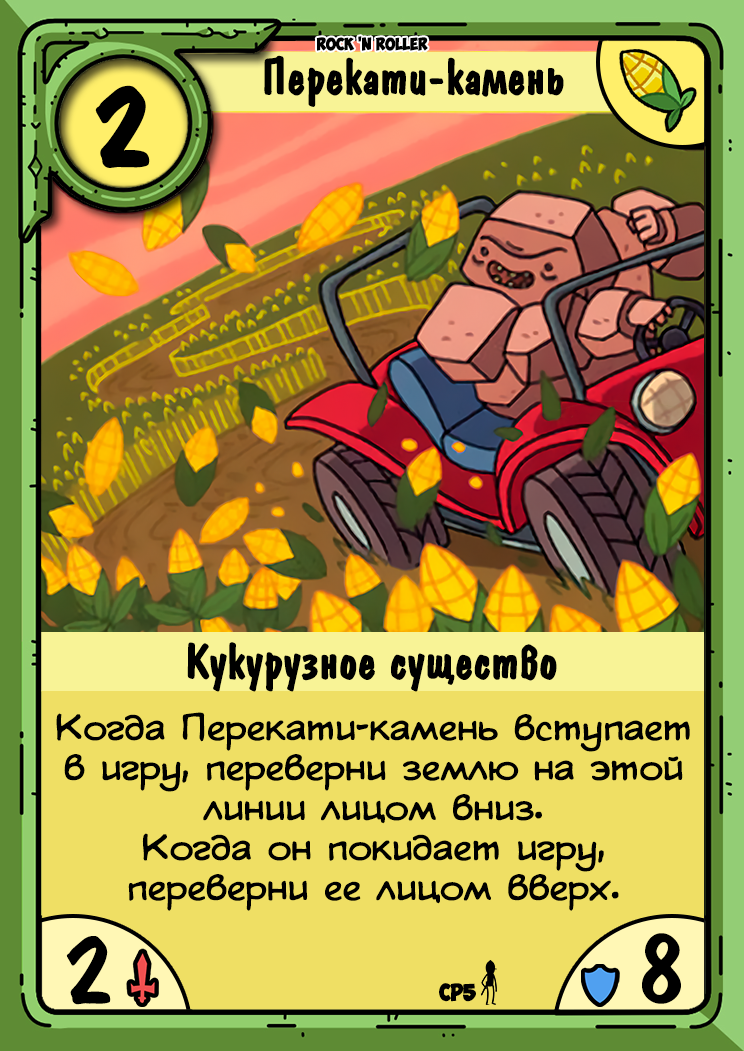 ROCK 'N ROLLER
2
Перекати-камень
Кукурузное существо
Когда Перекати-камень вступает
в игру, переверни землю на этой
линии лицом вниз.
Когда он покидает игру,
переверни ее лицом вверх.
2
CP5
8